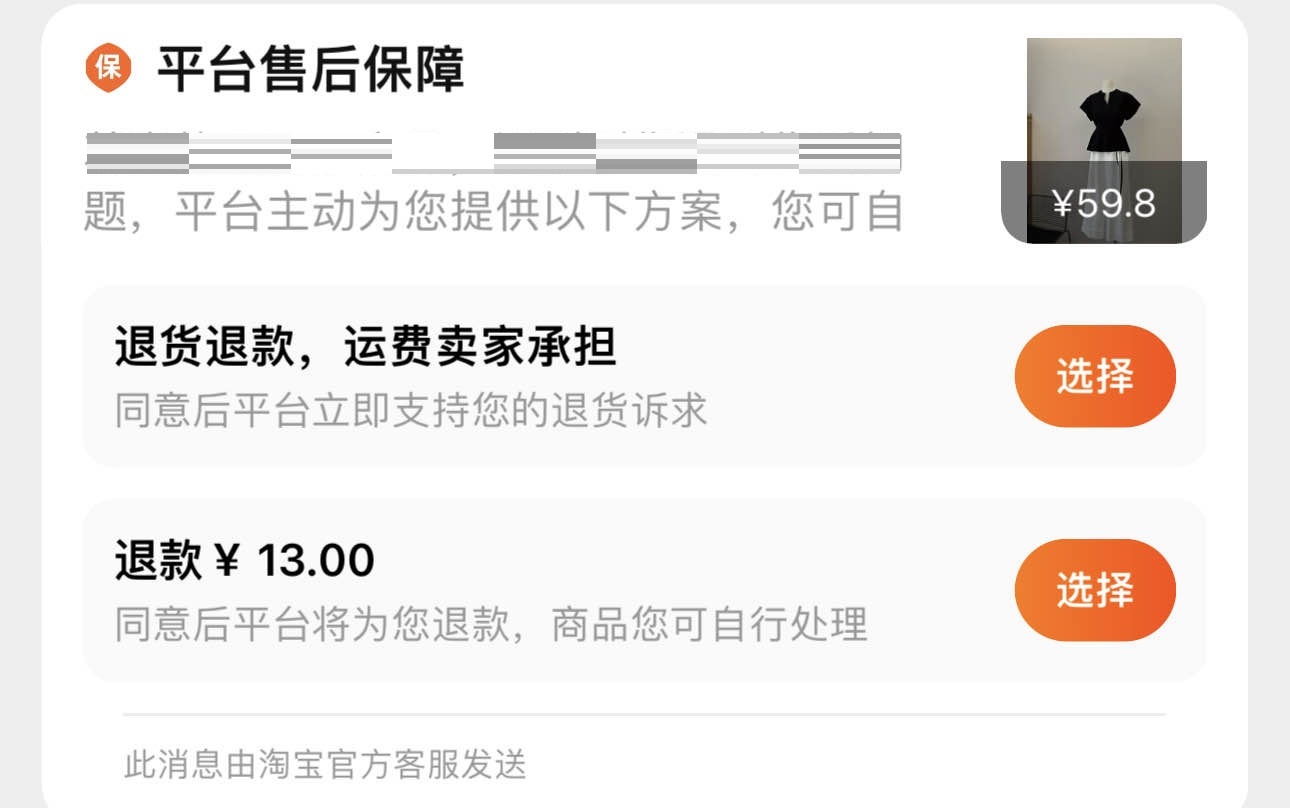 保 平台售后保障
题，平台主动为您提供以下方案，您可自
¥59.8
退货退款，运费卖家承担
同意后平台立即支持您的退货诉求
选择
退款 ¥ 13.00
同意后平台将为您退款，商品您可自行处理
选择
此消息由淘宝官方客服发送